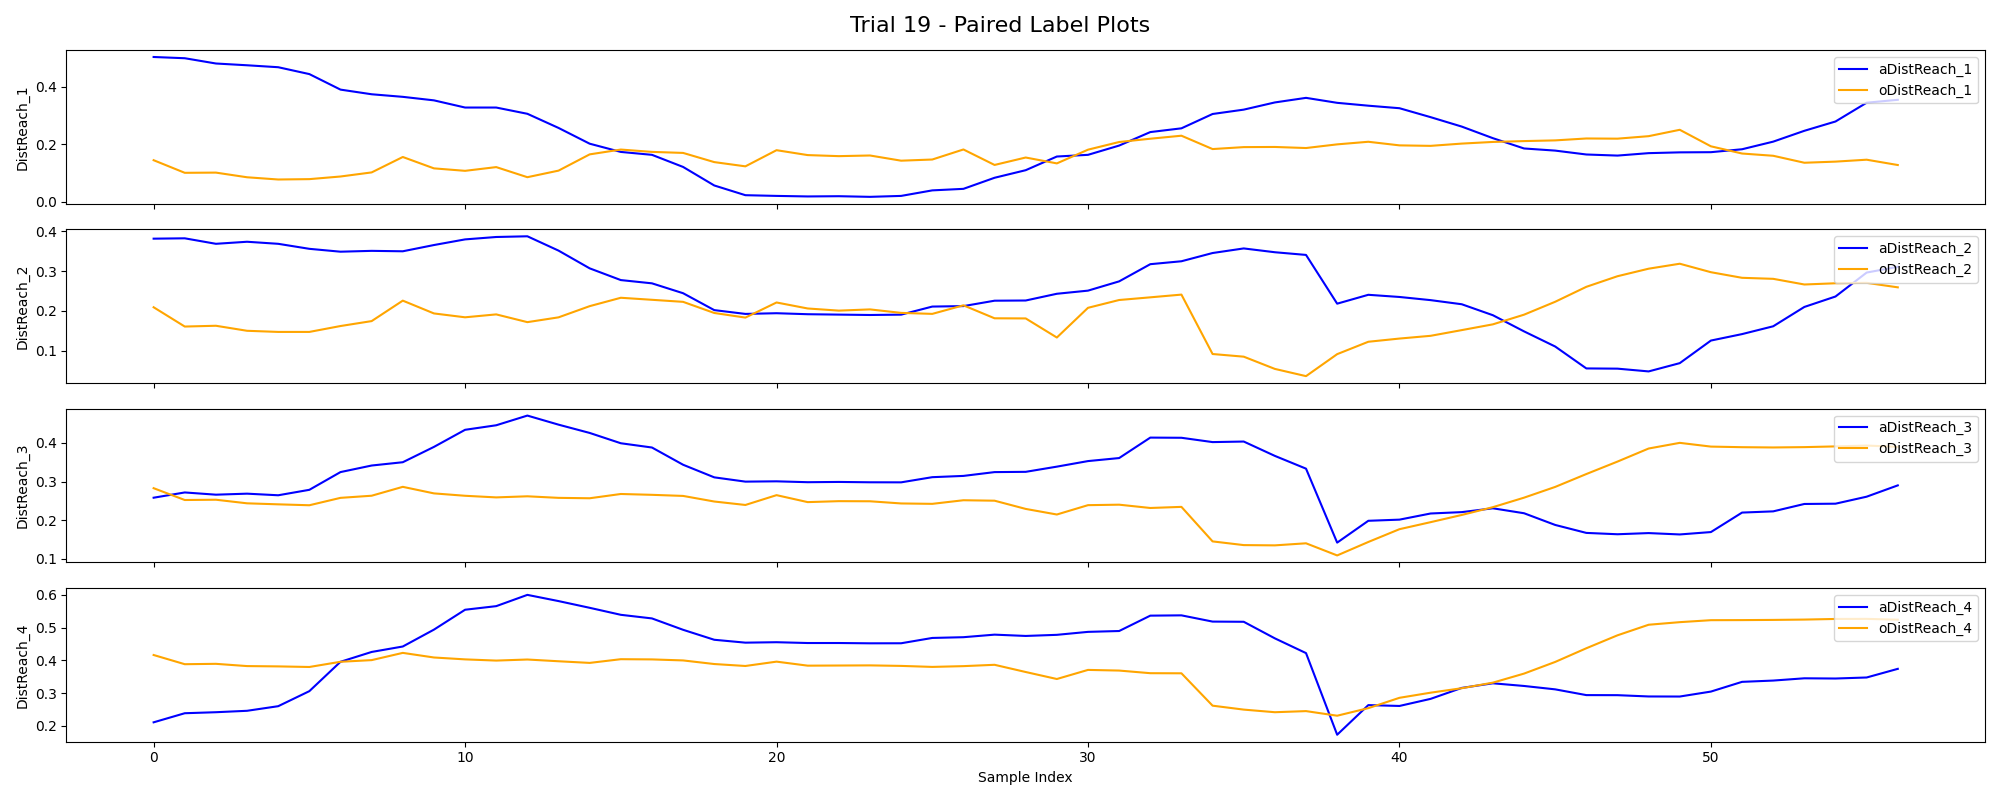 Trial 19 - Paired Label Plots
DistReach_1
0.4
0.2
0.0
aDistReach_1
oDistReach_1
DistReach_2
0.4
0.3
0.2
0.1
aDistReach_2
oDistReach_2
DistReach_3
0.4
0.3
0.2
0.1
aDistReach_3
oDistReach_3
DistReach_4
0.6
0.5
0.4
0.3
0.2
aDistReach_4
oDistReach_4
0 10 20 30 40 50
Sample Index